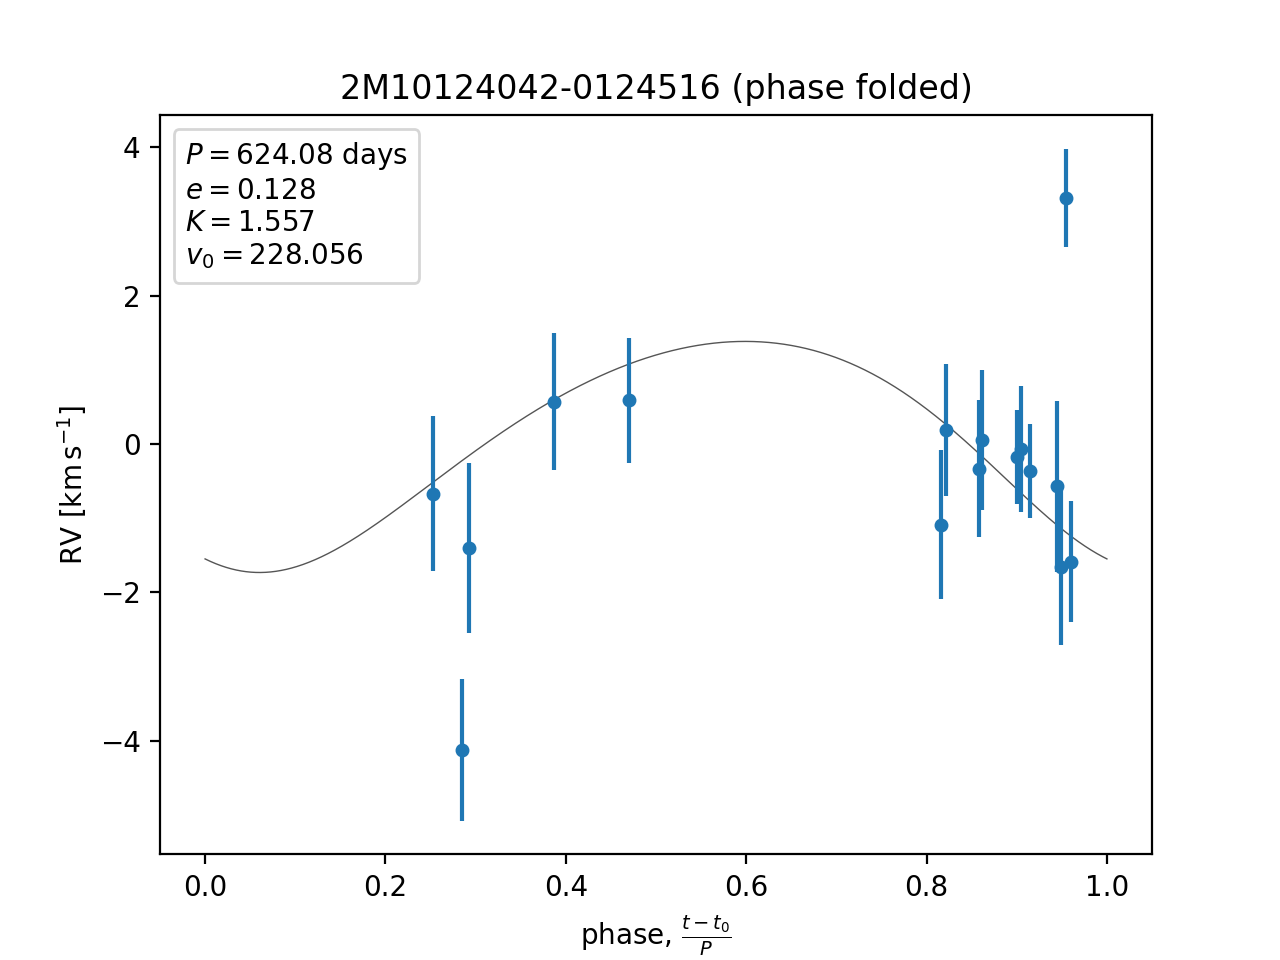 2M10124042-0124516 (phase folded)
P = 624.08 days
e = 0.128
K = 1.557
v₀ = 228.056
4
2
0
−2
−4
RV [km s⁻¹]
0.0 0.2 0.4 0.6 0.8 1.0
phase, (t − t₀)/P